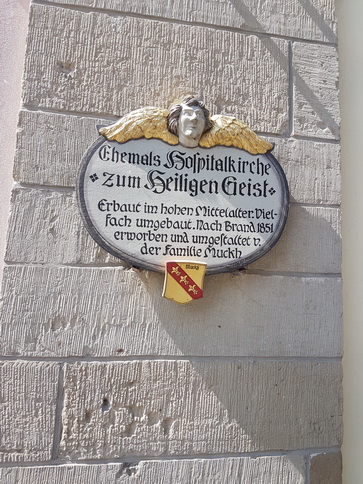 Ehemals Hospitalkirche
zum Heiligen Geist
Erbaut im hohen Mittelalter. Viel-
fach umgebaut. Nach Brand 1851
erworben und umgestaltet v.
der Familie Muckh